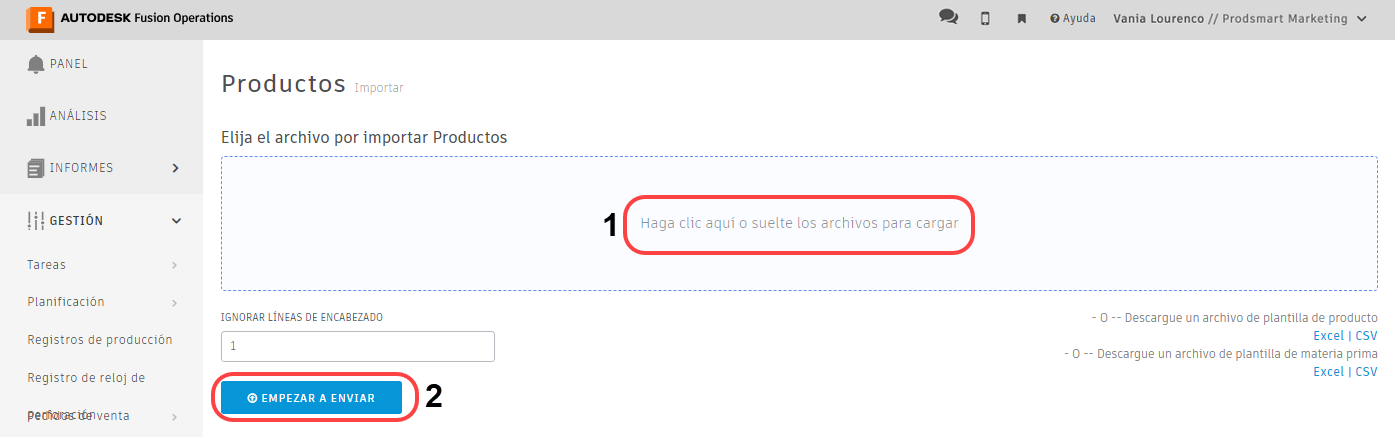 F AUTODESK Fusion Operations
Ayuda
Vania Lourenco // Prodsmart Marketing
PANEL
ANÁLISIS
INFORMES
GESTIÓN
Tareas
Planificación
Registros de producción
Registro de reloj de
perforación
Pedidos de venta
Productos Importar
Elija el archivo por importar Productos
1
Haga clic aquí o suelte los archivos para cargar
IGNORAR LÍNEAS DE ENCABEZADO
1
EMPEZAR A ENVIAR
2
- O -- Descargue un archivo de plantilla de producto
Excel | CSV
- O -- Descargue un archivo de plantilla de materia prima
Excel | CSV